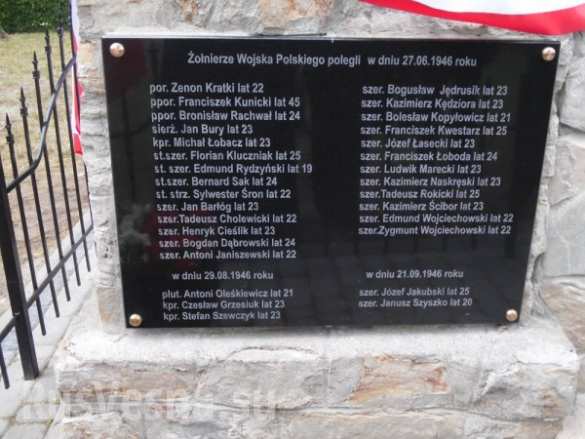 Żołnierze Wojska Polskiego polegli w dniu 27.06.1946 roku
por. Zenon Kratki lat 22
ppor. Franciszek Kunicki lat 45
ppor. Bronisław Rachwał lat 24
sierż. Jan Bury lat 23
kpr. Michał Łobacz lat 23
st.szer. Florian Kluczniak lat 25
st. szer. Edmund Rydzyński lat 19
st.szer. Bernard Sak lat 24
st. strz. Sylwester Śron lat 22
szer. Jan Barłóg lat 23
szer.Tadeusz Cholewicki lat 22
szer. Henryk Cieślik lat 23
szer. Bogdan Dąbrowski lat 24
szer. Antoni Janiszewski lat 22
szer. Bogusław Jędrusik lat 23
szer. Kazimierz Kędziora lat 23
szer. Bolesław Kopyłowicz lat 21
szer. Franciszek Kwestarz lat 25
szer. Józef Łasecki lat 23
szer. Franciszek Łoboda lat 24
szer. Ludwik Marecki lat 23
szer. Kazimierz Naskręski lat 23
szer.Tadeusz Rokicki lat 25
szer. Kazimierz Ścibor lat 23
szer. Edmund Wojciechowski lat 22
szer.Zygmunt Wojciechowski lat 22
w dniu 29.08.1946 roku
plut. Antoni Oleśkiewicz lat 21
kpr. Czesław Grzesiuk lat 23
kpr. Stefan Szewczyk lat 23
w dniu 21.09.1946 roku
szer. Józef Jakubski lat 25
szer. Janusz Szyszko lat 20
rusvesna.su